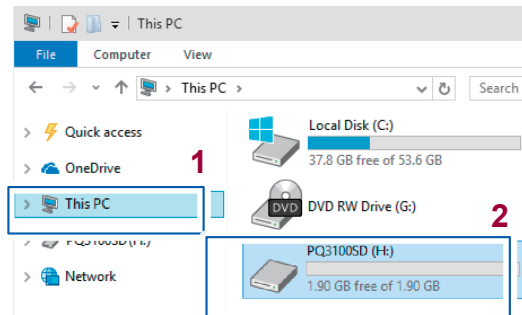 This PC
File Computer View
This PC
Search
Quick access
OneDrive
1
This PC
PQ3100SD (H:)
Network
Local Disk (C:)
37.8 GB free of 53.6 GB
DVD
DVD RW Drive (G:)
2
PQ3100SD (H:)
1.90 GB free of 1.90 GB